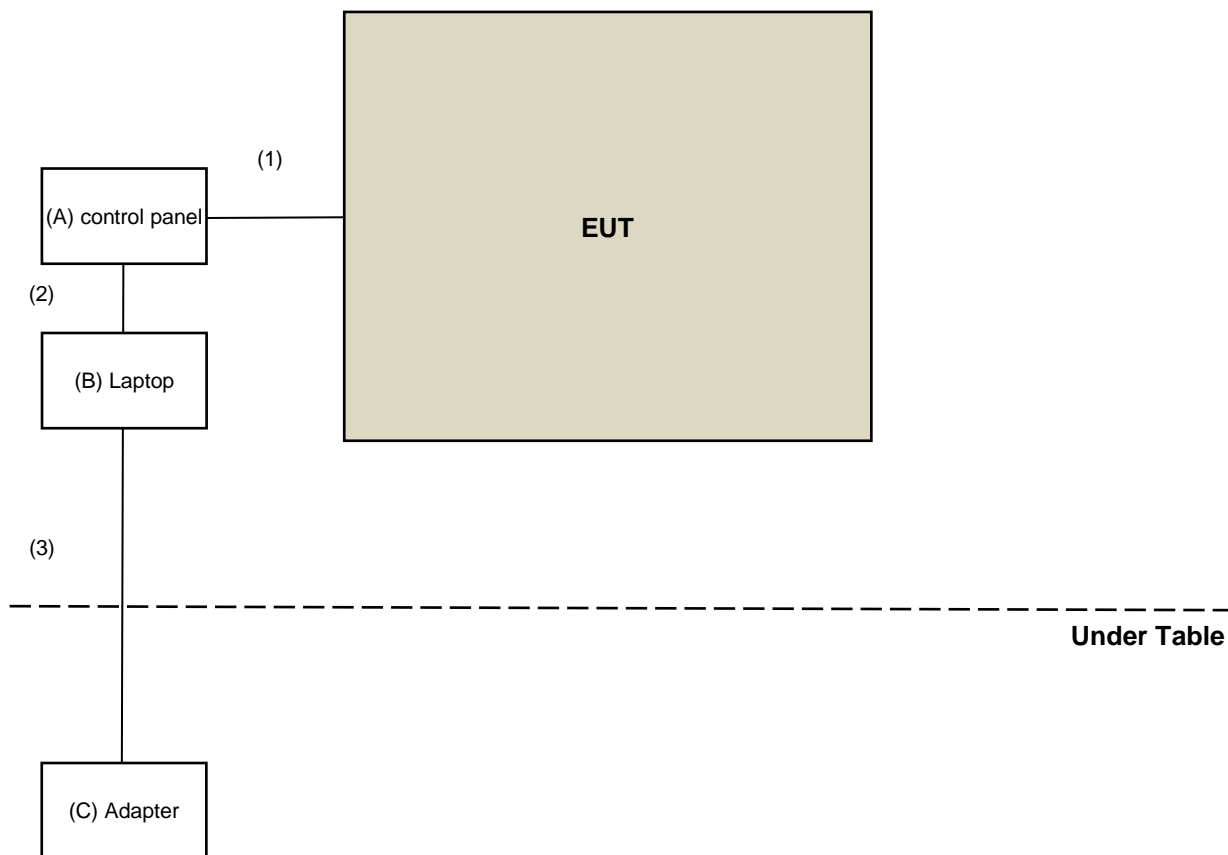 (1)
(A) control panel
EUT
(2)
(B) Laptop
(3)
Under Table
(C) Adapter